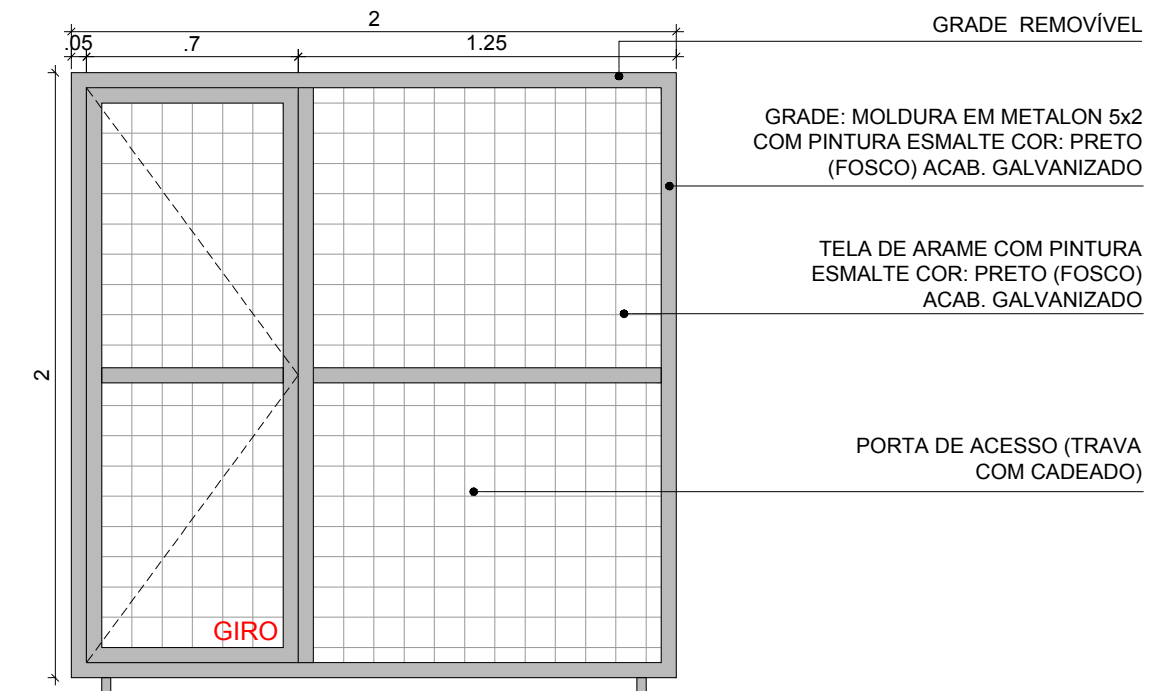 2
.05 .7 1.25
2
GRADE REMOVÍVEL
GRADE: MOLDURA EM METALON 5x2
COM PINTURA ESMALTE COR: PRETO
(FOSCO) ACAB. GALVANIZADO
TELA DE ARAME COM PINTURA
ESMALTE COR: PRETO (FOSCO)
ACAB. GALVANIZADO
PORTA DE ACESSO (TRAVA
COM CADEADO)
GIRO